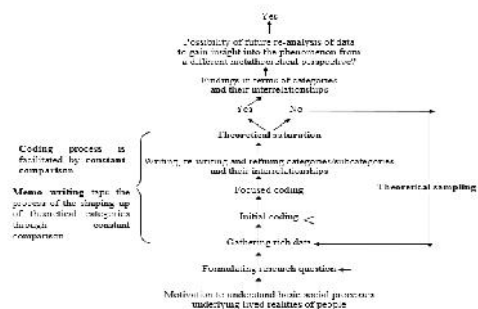 Yes
Possibility of future re-analysis of data
to gain insight into the phenomenon from
a different metatheoretical perspective?
Findings in terms of categories
and their interrelationships
Yes No
Theoretical saturation
Coding process is
facilitated by constant
comparison
Writing, re-writing and refining categories/subcategories
and their interrelationships
Focused coding
Theoretical sampling
Memo writing taps the
process of the shaping up
of theoretical categories
through constant
comparison
Initial coding
Gathering rich data
Formulating research question
Motivation to understand basic social processes
underlying lived realities of people